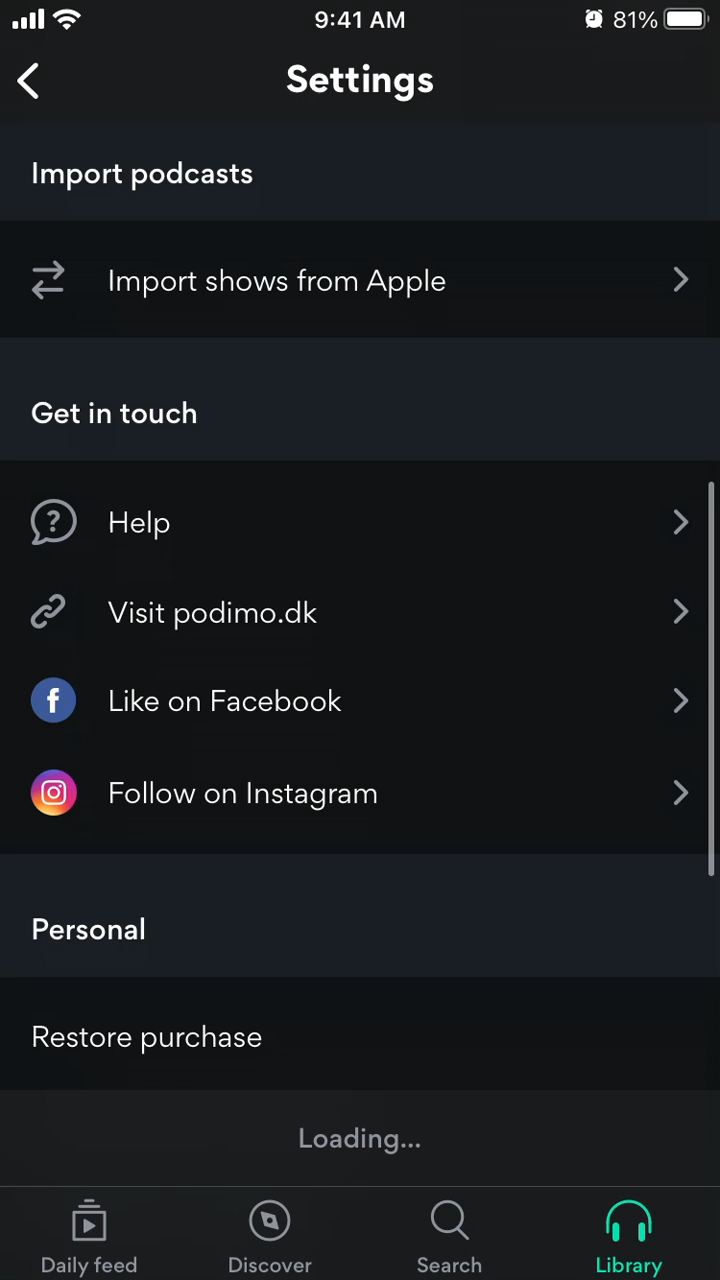 9:41 AM
81%
Settings
Import podcasts
Import shows from Apple
Get in touch
Help
Visit podimo.dk
Like on Facebook
Follow on Instagram
Personal
Restore purchase
Loading...
Daily feed
Discover
Search
Library